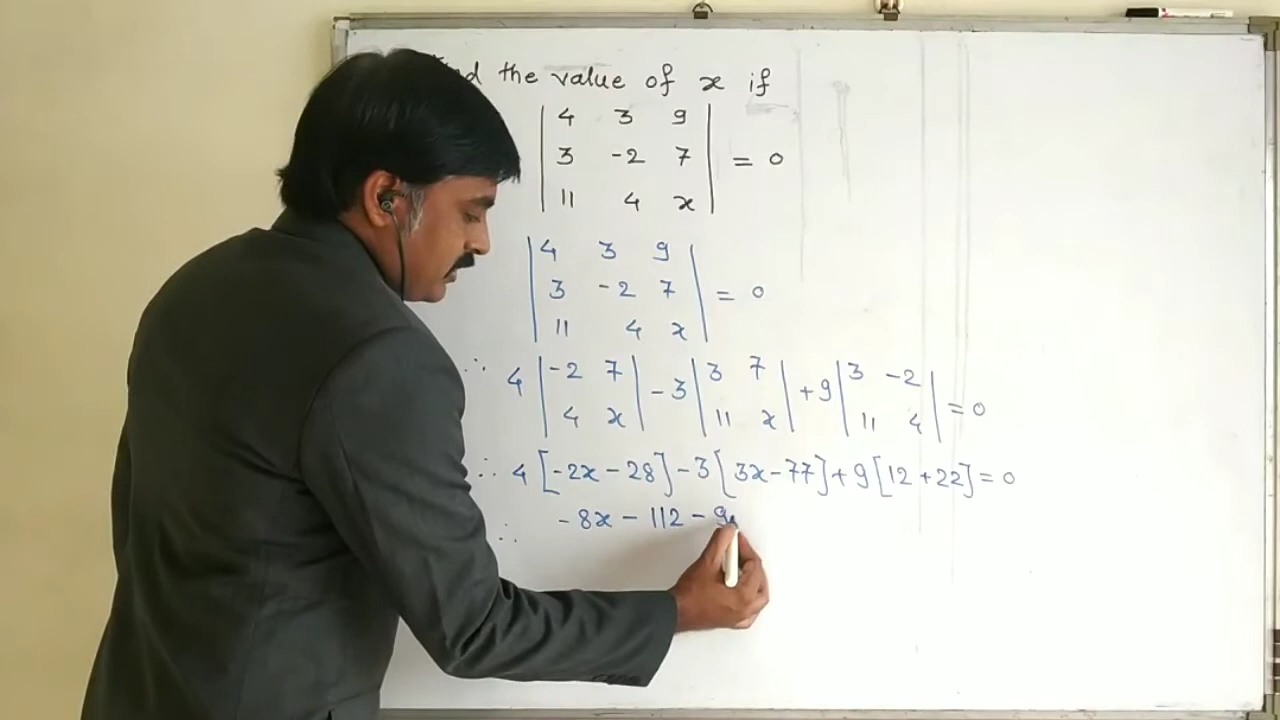 the value of x if
4 3 9
3 -2 7 = 0
11 4 x
4 3 9
3 -2 7 = 0
11 4 x
∴ 4 | -2 7 | - 3 | 3 7 | + 9 | 3 -2 | = 0
4 x 11 x 11 4
∴ 4 [-2x - 28] - 3 [3x - 77] + 9 [12 + 22] = 0
∴ - 8x - 112 - 9